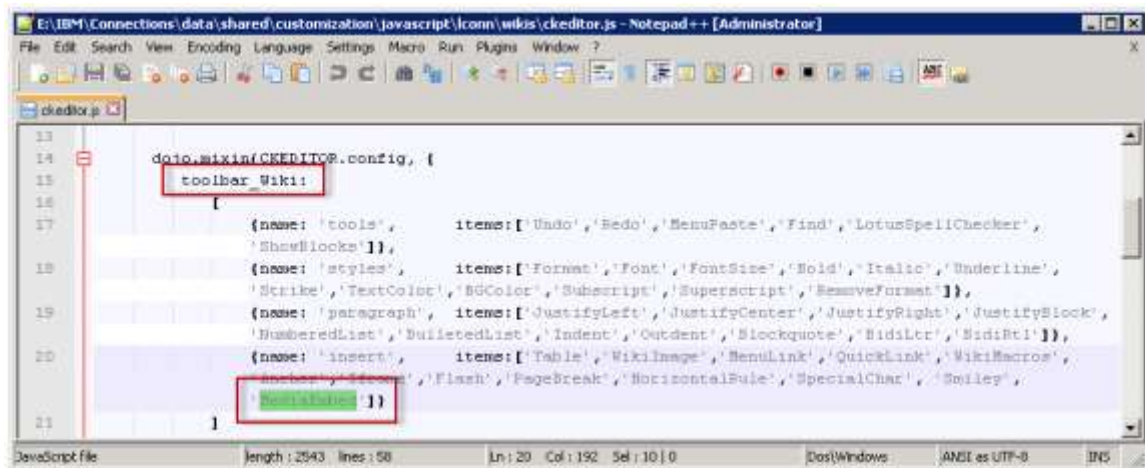 E:\IBM\Connections\data\shared\customization\javascript\lconn\wikis\ckeditor.js - Notepad++ [Administrator]
File Edit Search View Encoding Language Settings Macro Run Plugins Window ?
X
ckeditor.js
13
14 dojo.mixin(CKEDITOR.config, {
15 toolbar_Wiki:
16 [
17 {name: 'tools', items:['Undo','Redo','MenuPaste','Find','LotusSpellChecker',
'ShowBlocks']},
18 {name: 'styles', items:['Format','Font','FontSize','Bold','Italic','Underline',
'Strike','TextColor','BGColor','Subscript','Superscript','RemoveFormat']},
19 {name: 'paragraph', items:['JustifyLeft','JustifyCenter','JustifyRight','JustifyBlock',
'NumberedList','BulletedList','Indent','Outdent','Blockquote','BidiLtr','BidiRtl']},
20 {name: 'insert', items:['Table','WikiImage','MenuLink','QuickLink','WikiMacros',
'Anchor','Iframe','Flash','PageBreak','HorizontalRule','SpecialChar', 'Smiley',
'MediaEmbed']}
21 ]
JavaScript file length : 2543 lines : 58 Ln : 20 Col : 192 Sel : 10 | 0 Dos\Windows ANSI as UTF-8 INS